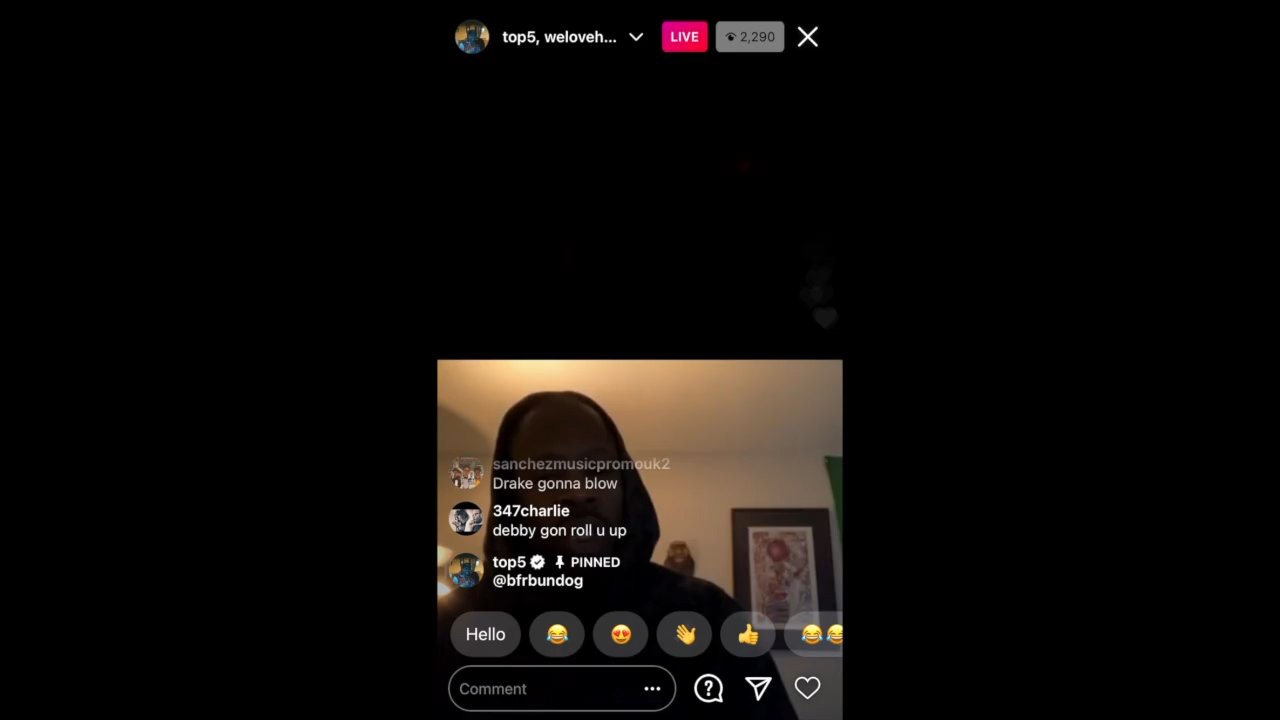 top5, weloveh...
LIVE
2,290
sanchezmusicpromouk2
Drake gonna blow
347charlie
debby gon roll u up
top5 PINNED
@bfrbundog
Hello
Comment